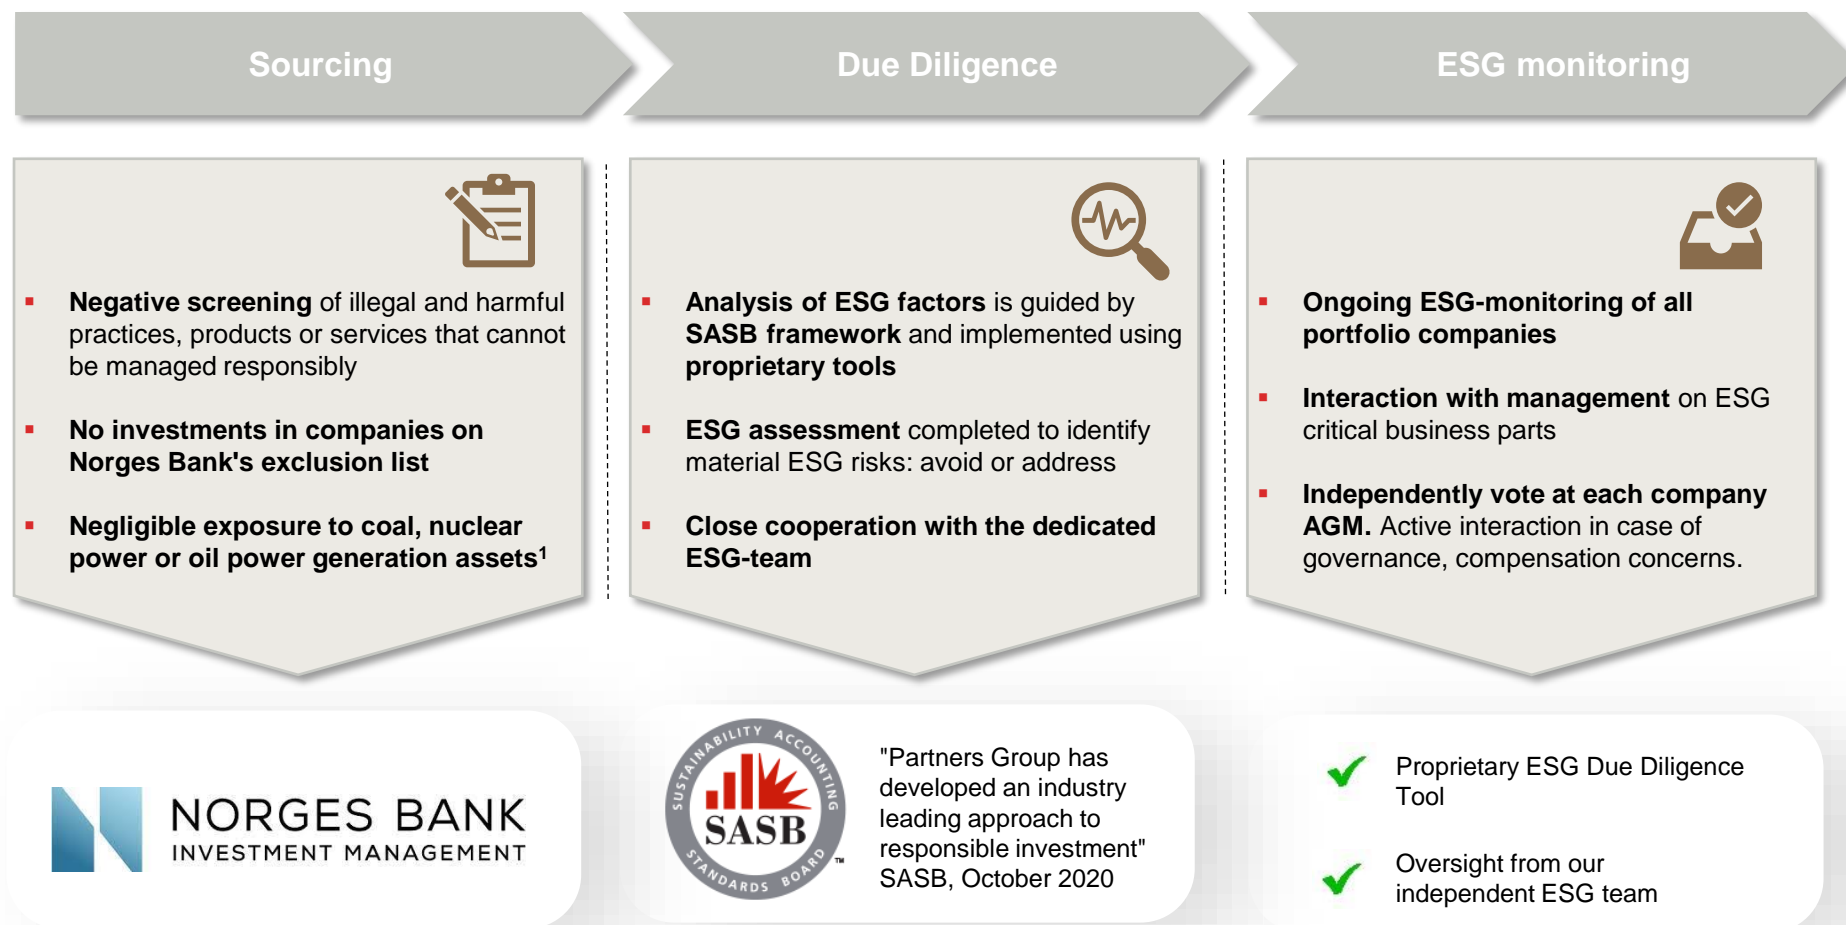 Sourcing
Due Diligence
ESG monitoring
▪ Negative screening of illegal and harmful
practices, products or services that cannot
be managed responsibly
▪ No investments in companies on
Norges Bank's exclusion list
▪ Negligible exposure to coal, nuclear
power or oil power generation assets¹
▪ Analysis of ESG factors is guided by
SASB framework and implemented using
proprietary tools
▪ ESG assessment completed to identify
material ESG risks: avoid or address
▪ Close cooperation with the dedicated
ESG-team
▪ Ongoing ESG-monitoring of all
portfolio companies
▪ Interaction with management on ESG
critical business parts
▪ Independently vote at each company
AGM. Active interaction in case of
governance, compensation concerns.
NORGES BANK
INVESTMENT MANAGEMENT
SUSTAINABILITY ACCOUNTING
SASB
STANDARDS BOARD
™
"Partners Group has
developed an industry
leading approach to
responsible investment"
SASB, October 2020
Proprietary ESG Due Diligence
Tool
Oversight from our
independent ESG team